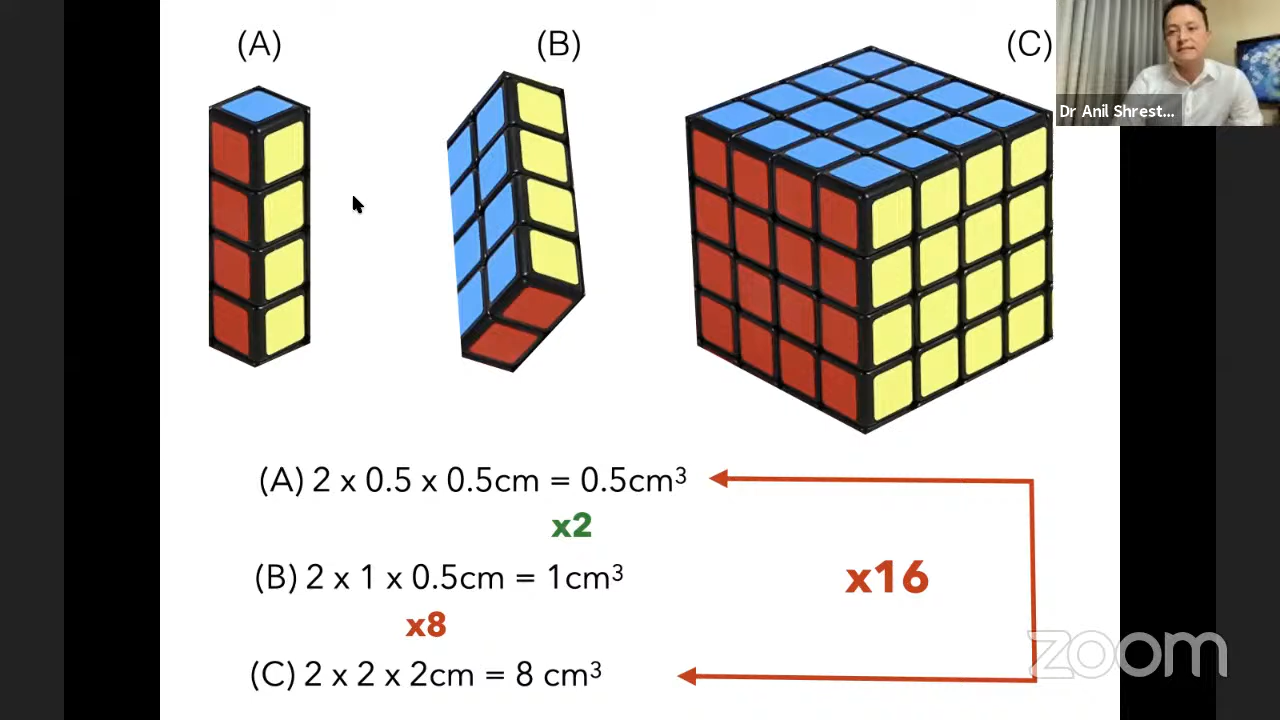 (A)
(B)
(C)
Dr Anil Shrest...
(A) 2 x 0.5 x 0.5cm = 0.5cm³
x2
(B) 2 x 1 x 0.5cm = 1cm³
x16
x8
(C) 2 x 2 x 2cm = 8 cm³
zoom